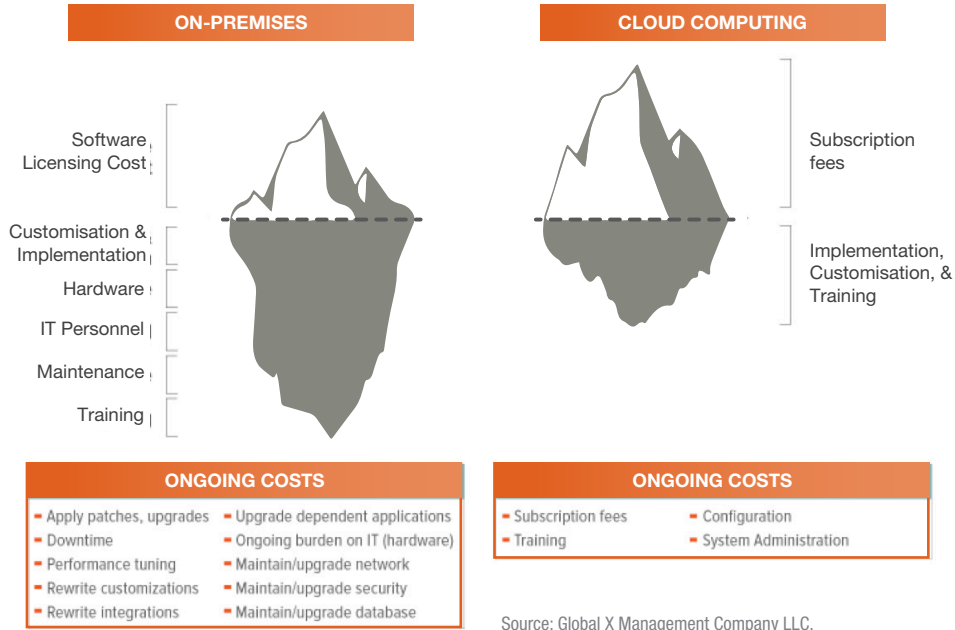 ON-PREMISES
Software
Licensing Cost
Customisation &
Implementation
Hardware
IT Personnel
Maintenance
Training
CLOUD COMPUTING
Subscription
fees
Implementation,
Customisation, &
Training
ONGOING COSTS
- Apply patches, upgrades
- Downtime
- Performance tuning
- Rewrite customizations
- Rewrite integrations
- Upgrade dependent applications
- Ongoing burden on IT (hardware)
- Maintain/upgrade network
- Maintain/upgrade security
- Maintain/upgrade database
ONGOING COSTS
- Subscription fees
- Training
- Configuration
- System Administration
Source: Global X Management Company LLC.